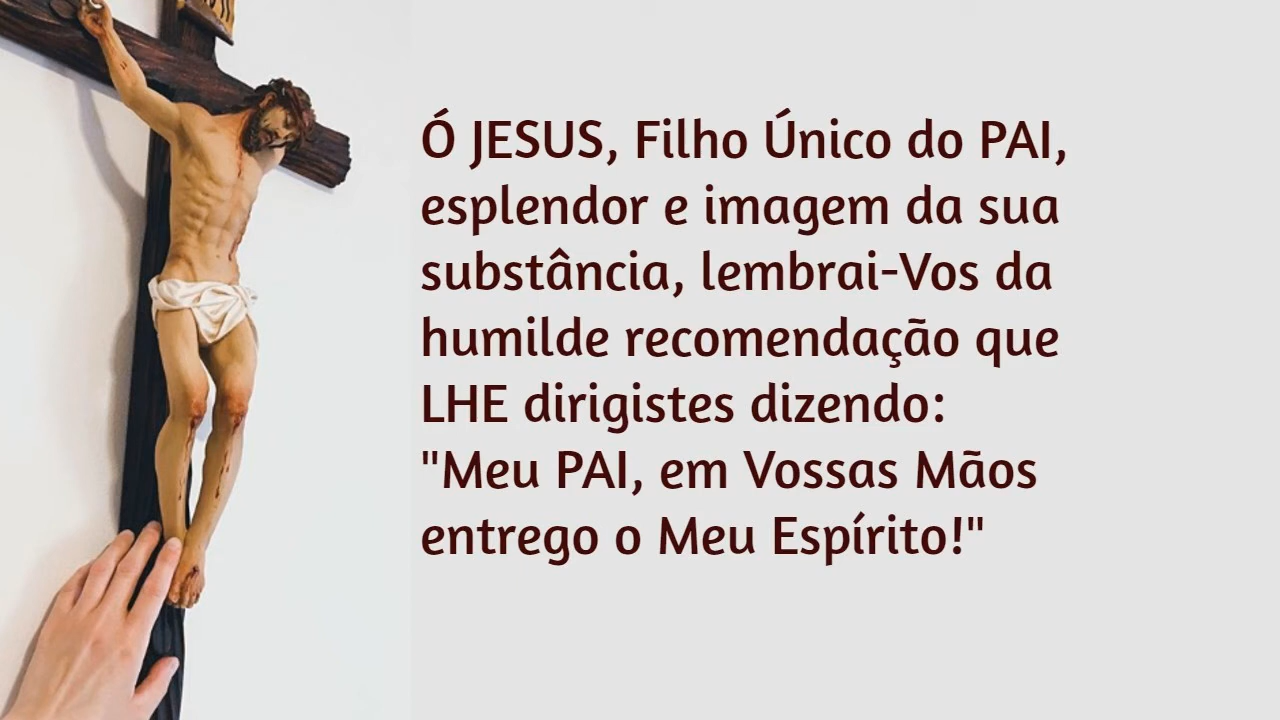 Ó JESUS, Filho Único do PAI,
esplendor e imagem da sua
substância, lembrai-Vos da
humilde recomendação que
LHE dirigistes dizendo:
"Meu PAI, em Vossas Mãos
entrego o Meu Espírito!"